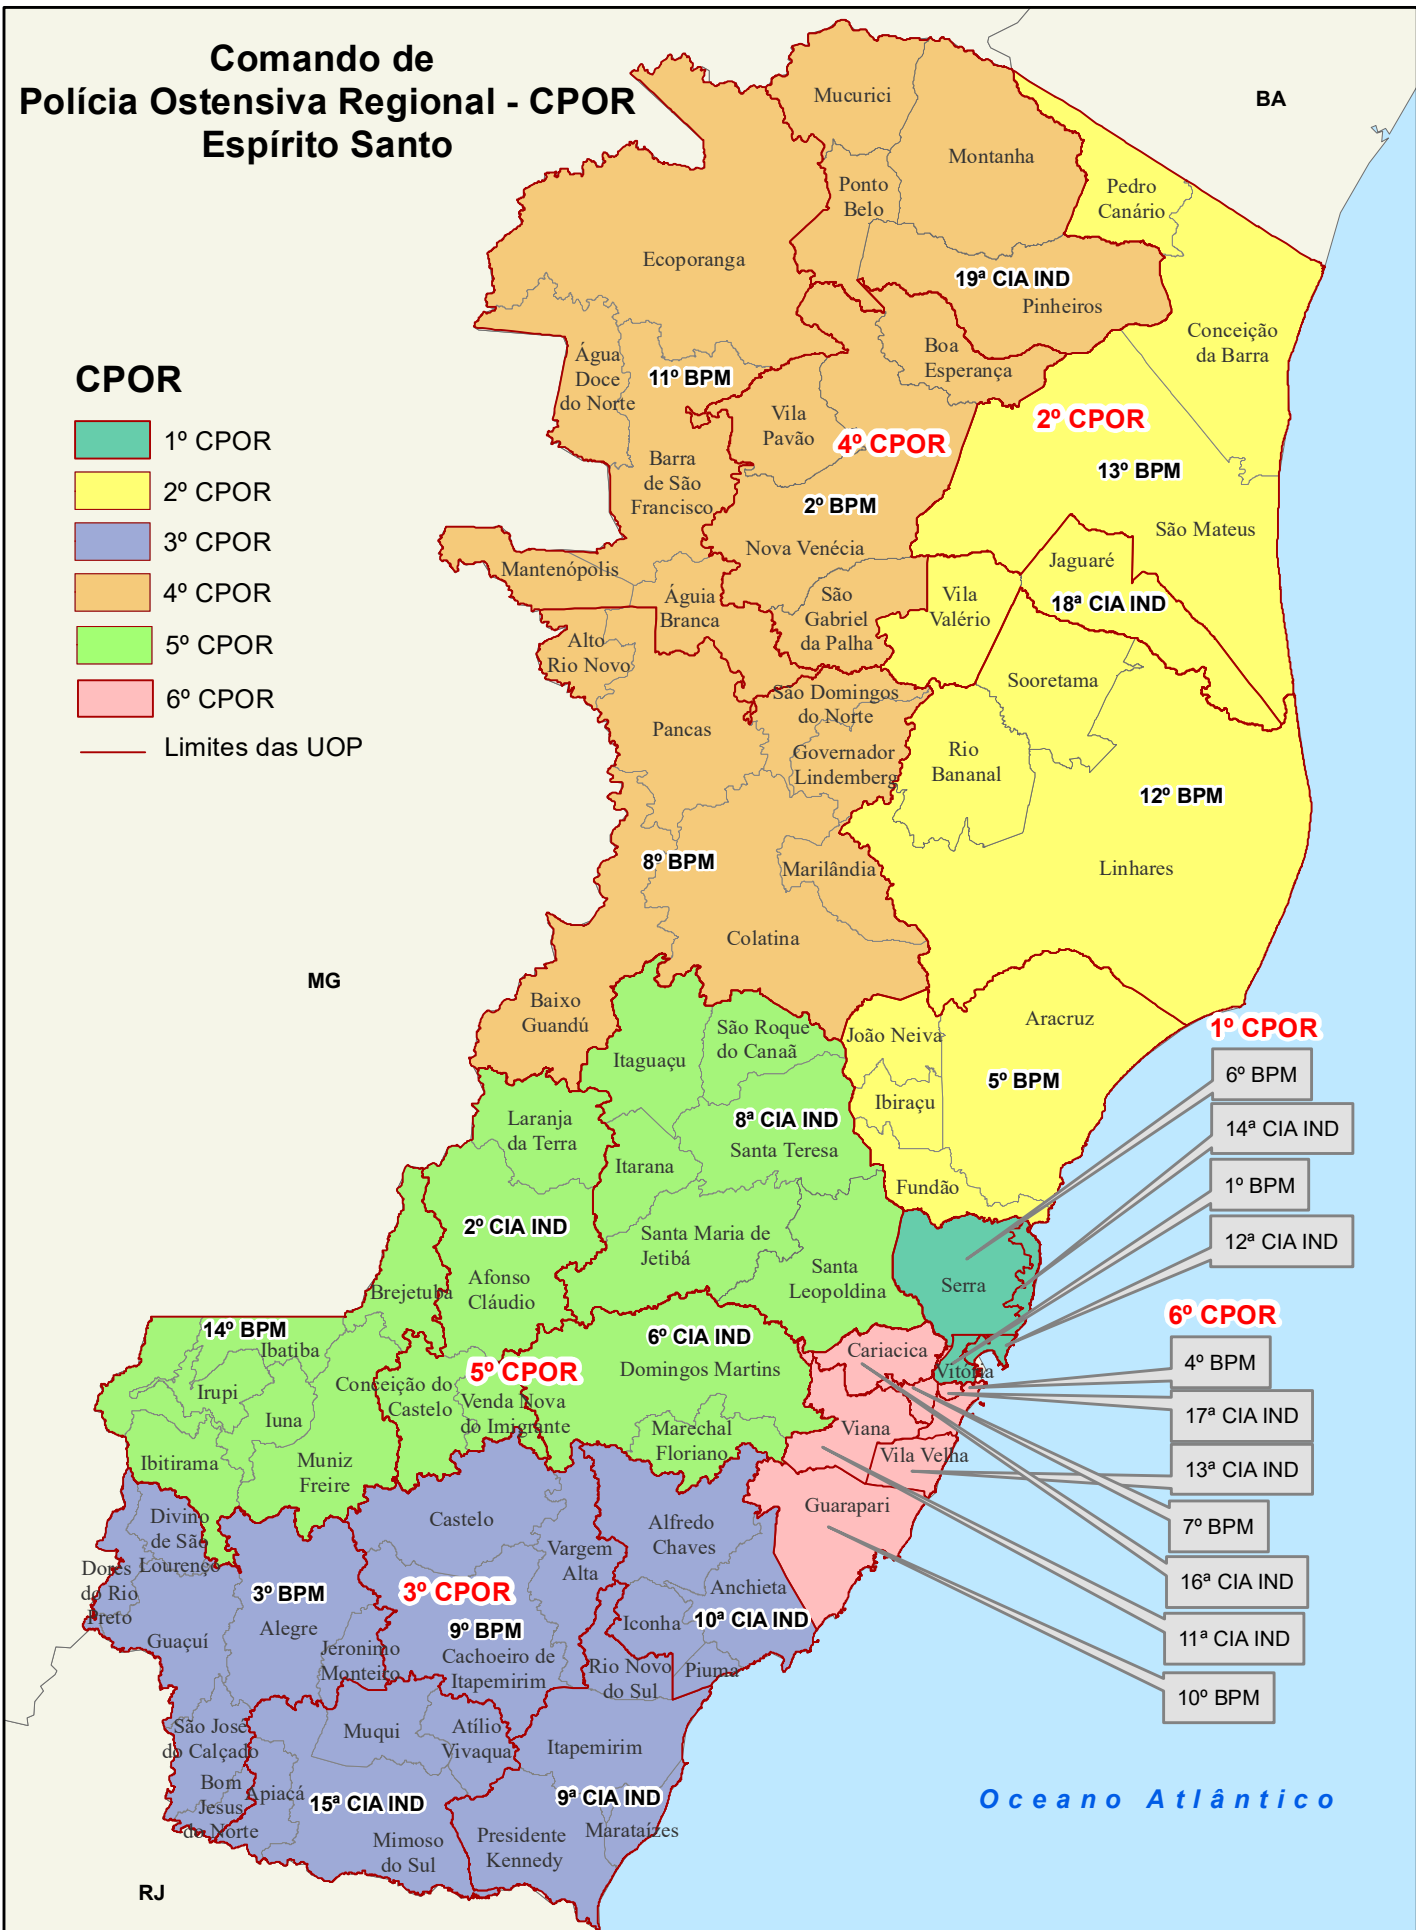 Comando de
Polícia Ostensiva Regional - CPOR
Espírito Santo
BA
Mucurici
Montanha
Ponto
Belo
Pedro
Canário
Ecoporanga
19ª CIA IND
Pinheiros
Conceição
da Barra
Água
Doce
do Norte
11º BPM
Boa
Esperança
CPOR
1º CPOR
2º CPOR
3º CPOR
4º CPOR
5º CPOR
6º CPOR
Limites das UOP
Vila
Pavão
4º CPOR
2º CPOR
13º BPM
Barra
de São
Francisco
2º BPM
Nova Venécia
São Mateus
Mantenópolis
Águia
Branca
São
Gabriel
da Palha
Vila
Valério
Jaguaré
18ª CIA IND
Alto
Rio Novo
Pancas
São Domingos
do Norte
Governador
Lindemberg
Sooretama
Rio
Bananal
12º BPM
8º BPM
Marilândia
Linhares
Colatina
MG
Baixo
Guandú
Itaguaçu
São Roque
do Canaã
João Neiva
Aracruz
5º BPM
Ibiraçu
Laranja
da Terra
8ª CIA IND
Santa Teresa
Itarana
Fundão
1º CPOR
6º BPM
14ª CIA IND
1º BPM
12ª CIA IND
2º CIA IND
Santa Maria de
Jetibá
Santa
Leopoldina
Serra
Brejetuba
Afonso
Cláudio
14º BPM
Ibatiba
Irupi
Iuna
Conceição do
Castelo
5º CPOR
Venda Nova
do Imigrante
6º CIA IND
Domingos Martins
Cariacica
Vitória
6º CPOR
4º BPM
17ª CIA IND
13ª CIA IND
7º BPM
16ª CIA IND
11ª CIA IND
10º BPM
Ibitirama
Muniz
Freire
Marechal
Floriano
Viana
Vila Velha
Guarapari
Divino
de São
Lourenço
Dores
do Rio
Preto
Castelo
Vargem
Alta
Alfredo
Chaves
Anchieta
3º BPM
Alegre
Guaçuí
Jeronimo
Monteiro
3º CPOR
9º BPM
Cachoeiro de
Itapemirim
Iconha
10ª CIA IND
Rio Novo
do Sul
Piuma
São Jose
do Calçado
Bom
Jesus
do Norte
Apiacá
Muqui
Atílio
Vivaqua
Itapemirim
15ª CIA IND
9ª CIA IND
Marataízes
Mimoso
do Sul
Presidente
Kennedy
Oceano Atlântico
RJ